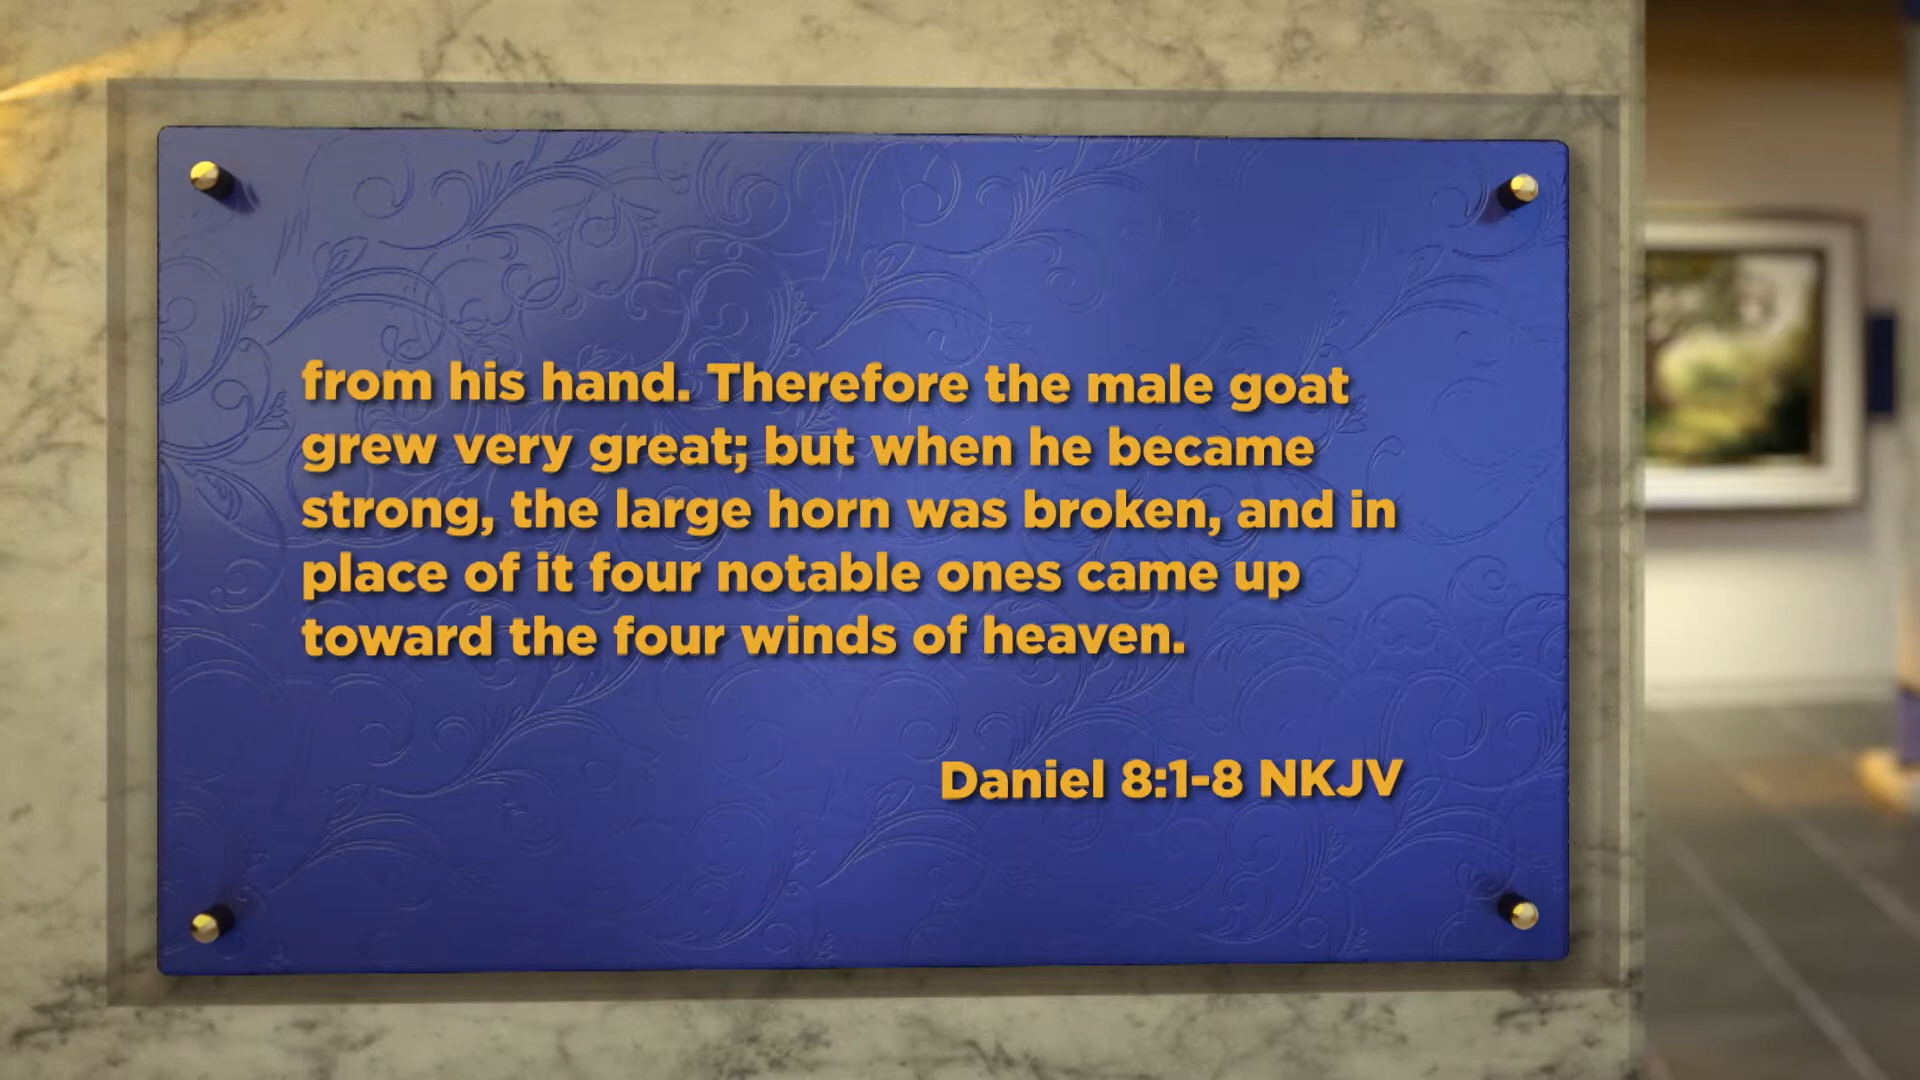 from his hand. Therefore the male goat
grew very great; but when he became
strong, the large horn was broken, and in
place of it four notable ones came up
toward the four winds of heaven.
Daniel 8:1-8 NKJV